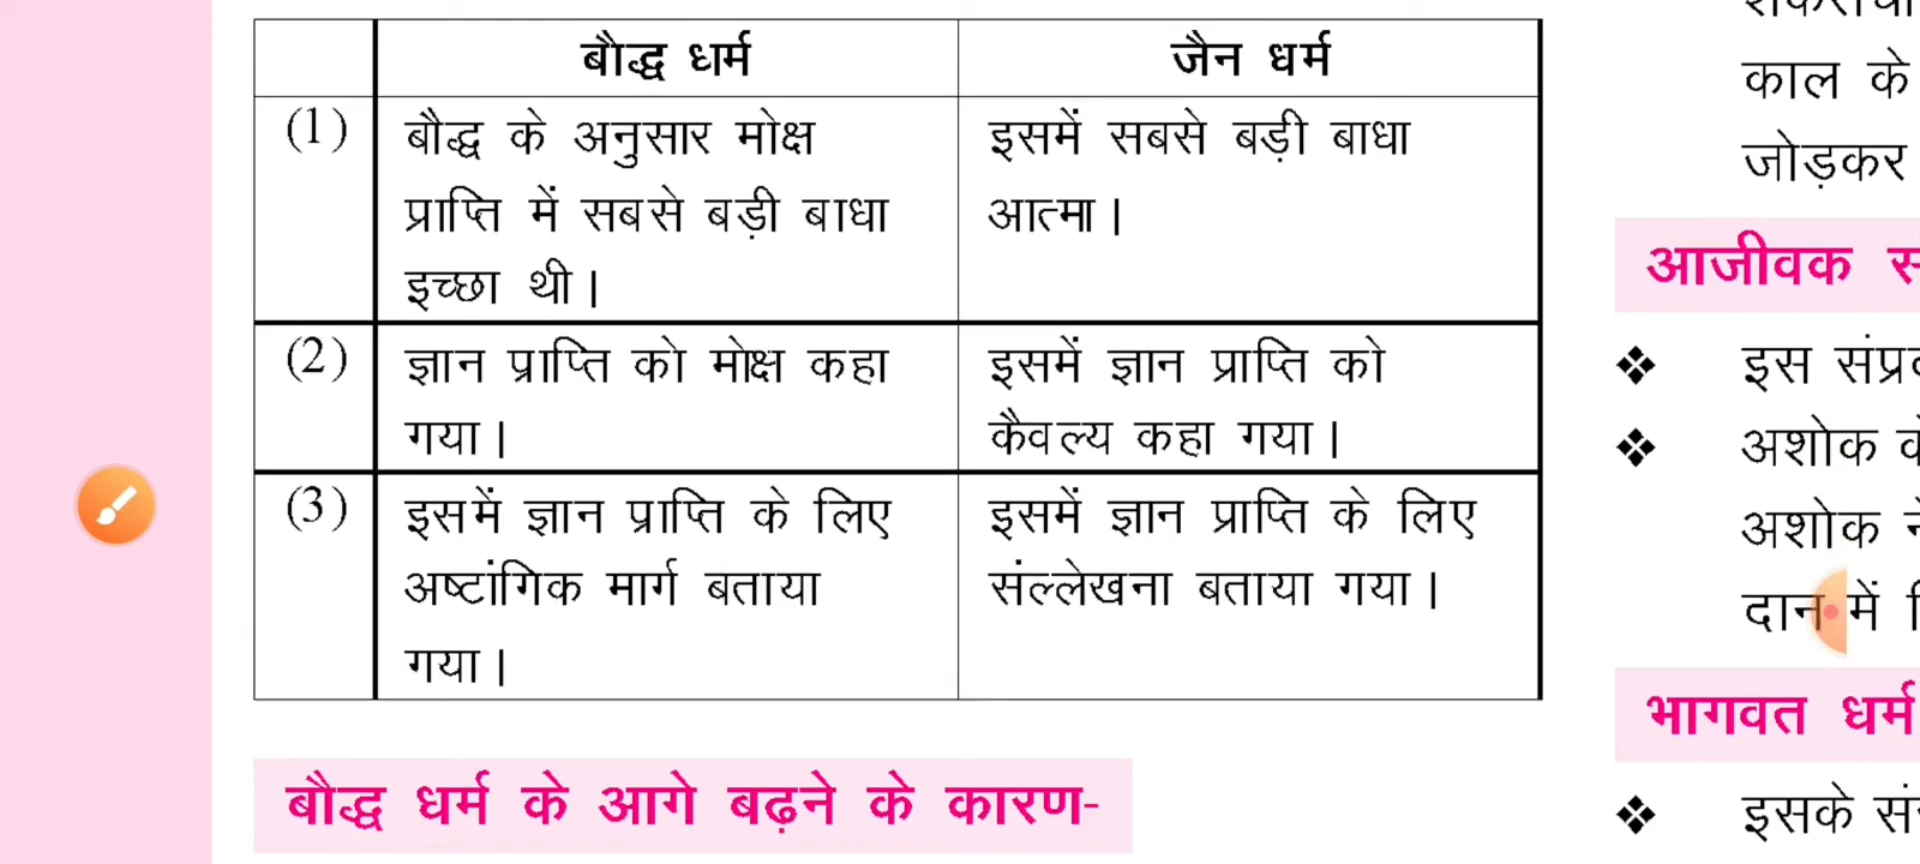 बौद्ध धर्म
जैन धर्म
(1)
बौद्ध के अनुसार मोक्ष
प्राप्ति में सबसे बड़ी बाधा
इच्छा थी।
इसमें सबसे बड़ी बाधा
आत्मा।
(2)
ज्ञान प्राप्ति को मोक्ष कहा
गया।
इसमें ज्ञान प्राप्ति को
कैवल्य कहा गया।
(3)
इसमें ज्ञान प्राप्ति के लिए
अष्टांगिक मार्ग बताया
गया।
इसमें ज्ञान प्राप्ति के लिए
संल्लेखना बताया गया।
बौद्ध धर्म के आगे बढ़ने के कारण-
काल के
जोड़कर
आजीवक
इस
अशोक
अशोक
दान में
भागवत धर्म
इसके